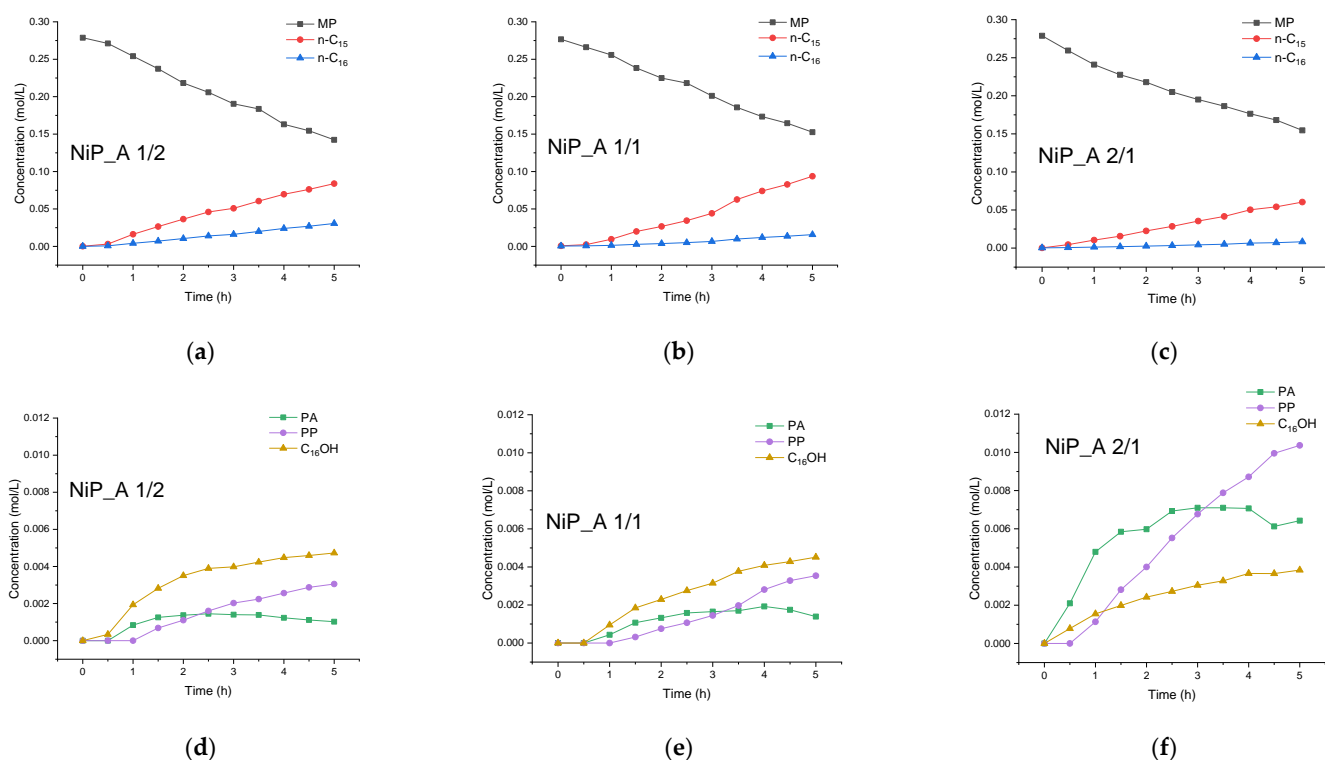 0.30
0.25
0.20
0.15
0.10
0.05
0.00
Concentration (mol/L)
MP
n-C₁₅
n-C₁₆
NiP_A 1/2
0 1 2 3 4 5
Time (h)
(a)
0.30
0.25
0.20
0.15
0.10
0.05
0.00
Concentration (mol/L)
MP
n-C₁₅
n-C₁₆
NiP_A 1/1
0 1 2 3 4 5
Time (h)
(b)
0.30
0.25
0.20
0.15
0.10
0.05
0.00
Concentration (mol/L)
MP
n-C₁₅
n-C₁₆
NiP_A 2/1
0 1 2 3 4 5
Time (h)
(c)
0.012
0.010
0.008
0.006
0.004
0.002
0.000
Concentration (mol/L)
PA
PP
C₁₆OH
NiP_A 1/2
0 1 2 3 4 5
Time (h)
(d)
0.012
0.010
0.008
0.006
0.004
0.002
0.000
Concentration (mol/L)
PA
PP
C₁₆OH
NiP_A 1/1
0 1 2 3 4 5
Time (h)
(e)
0.012
0.010
0.008
0.006
0.004
0.002
0.000
Concentration (mol/L)
PA
PP
C₁₆OH
NiP_A 2/1
0 1 2 3 4 5
Time (h)
(f)